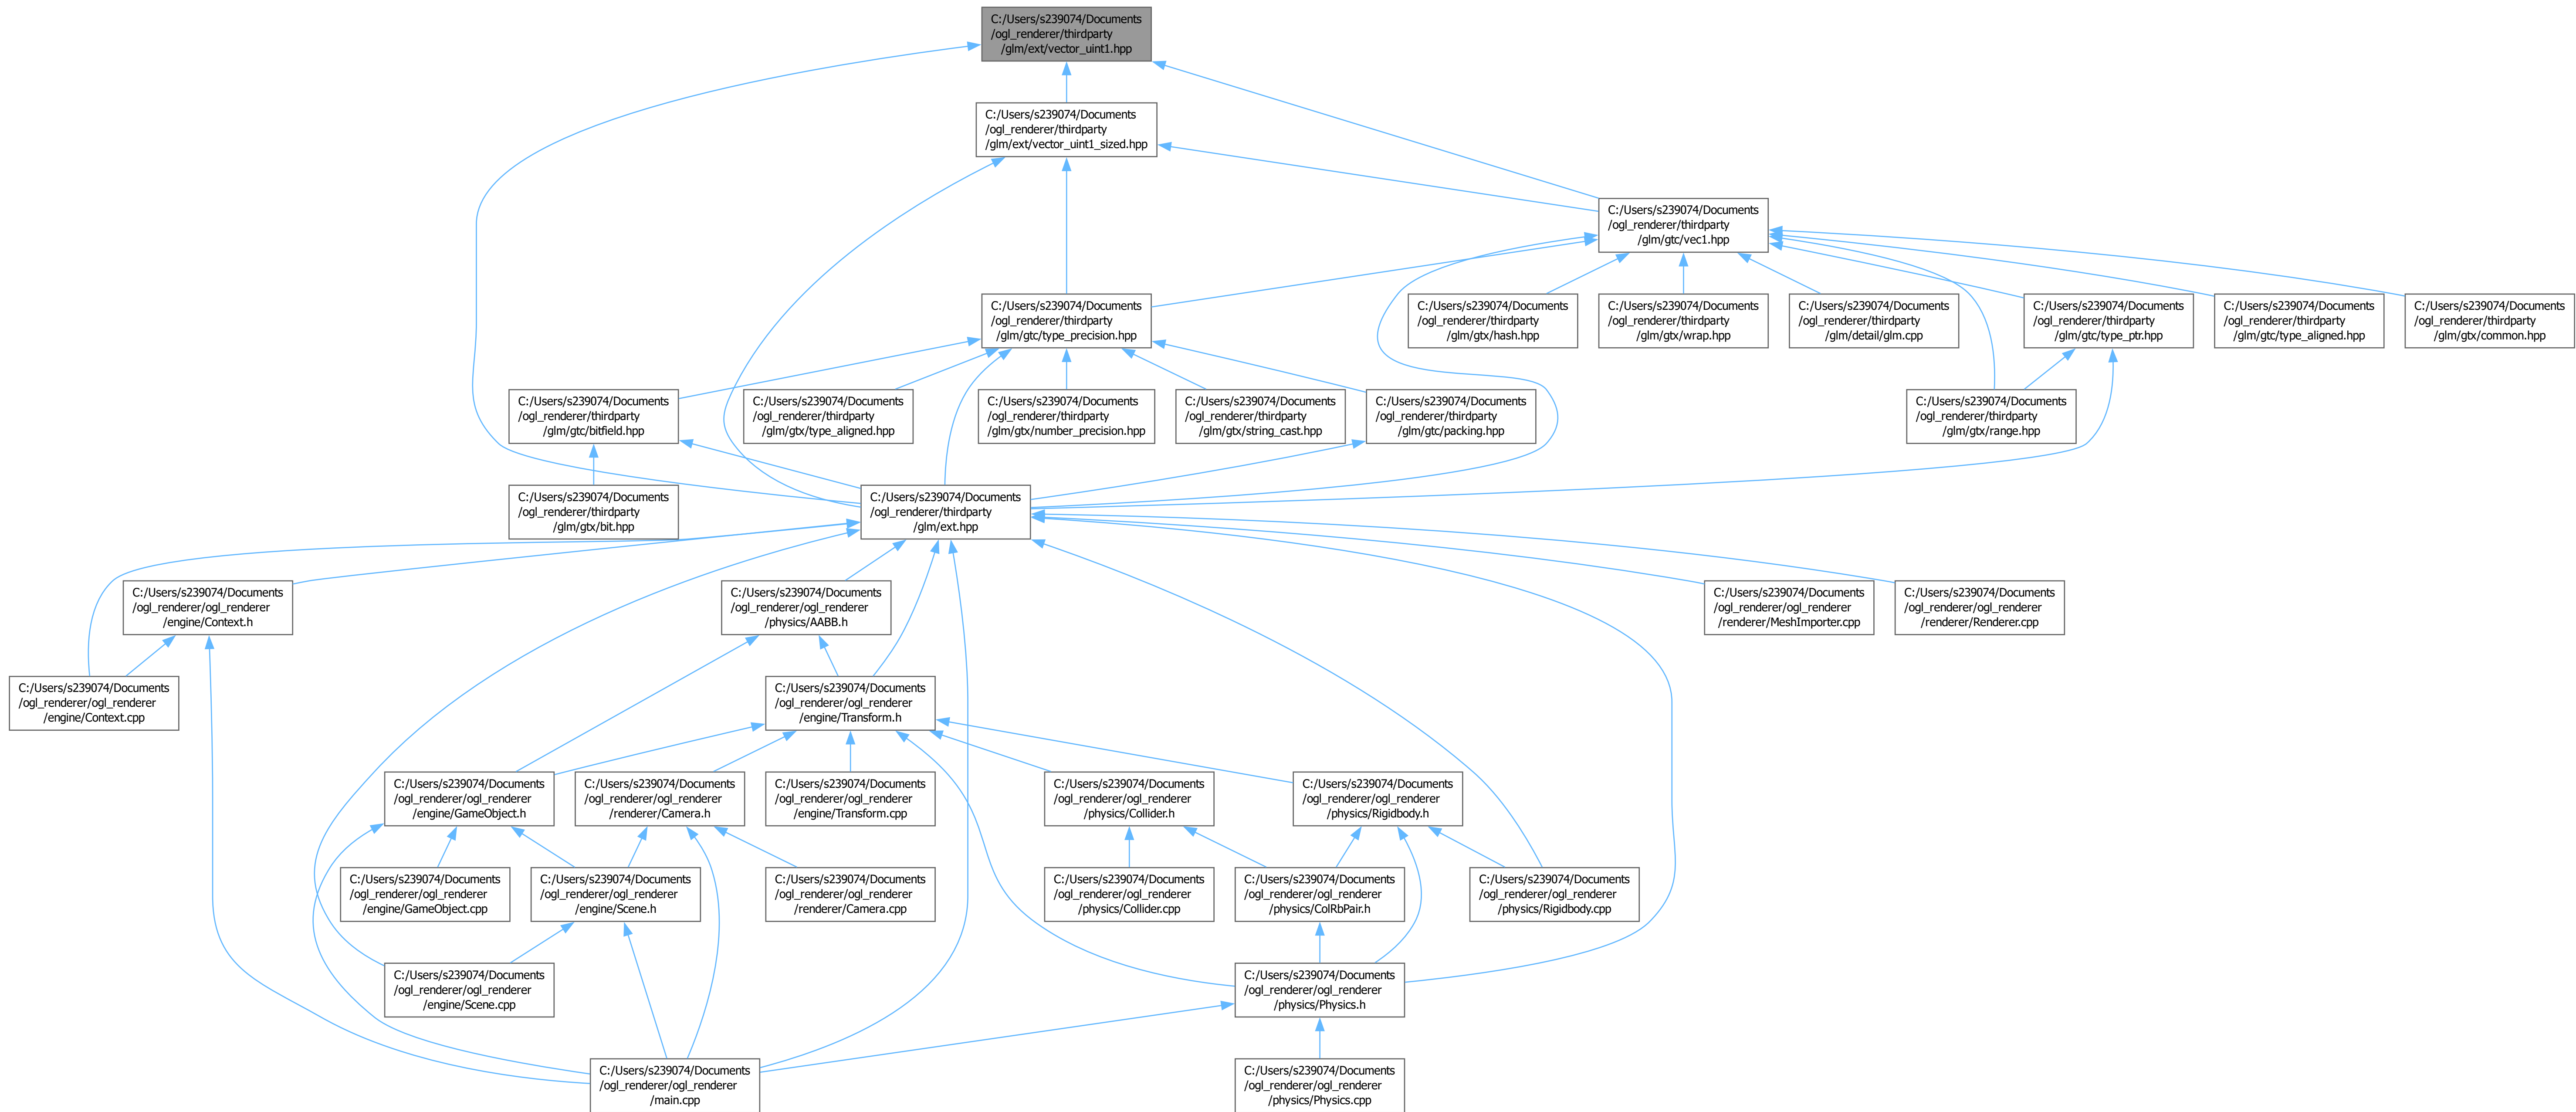 C:/Users/s239074/Documents
/ogl_renderer/thirdparty
/glm/ext/vector_uint1.hpp
C:/Users/s239074/Documents
/ogl_renderer/thirdparty
/glm/ext/vector_uint1_sized.hpp
C:/Users/s239074/Documents
/ogl_renderer/thirdparty
/glm/gtc/vec1.hpp
C:/Users/s239074/Documents
/ogl_renderer/thirdparty
/glm/gtc/type_precision.hpp
C:/Users/s239074/Documents
/ogl_renderer/thirdparty
/glm/gtx/hash.hpp
C:/Users/s239074/Documents
/ogl_renderer/thirdparty
/glm/gtx/wrap.hpp
C:/Users/s239074/Documents
/ogl_renderer/thirdparty
/glm/detail/glm.cpp
C:/Users/s239074/Documents
/ogl_renderer/thirdparty
/glm/gtc/type_ptr.hpp
C:/Users/s239074/Documents
/ogl_renderer/thirdparty
/glm/gtc/type_aligned.hpp
C:/Users/s239074/Documents
/ogl_renderer/thirdparty
/glm/gtx/common.hpp
C:/Users/s239074/Documents
/ogl_renderer/thirdparty
/glm/gtc/bitfield.hpp
C:/Users/s239074/Documents
/ogl_renderer/thirdparty
/glm/gtx/type_aligned.hpp
C:/Users/s239074/Documents
/ogl_renderer/thirdparty
/glm/gtx/number_precision.hpp
C:/Users/s239074/Documents
/ogl_renderer/thirdparty
/glm/gtx/string_cast.hpp
C:/Users/s239074/Documents
/ogl_renderer/thirdparty
/glm/gtc/packing.hpp
C:/Users/s239074/Documents
/ogl_renderer/thirdparty
/glm/gtx/range.hpp
C:/Users/s239074/Documents
/ogl_renderer/thirdparty
/glm/gtx/bit.hpp
C:/Users/s239074/Documents
/ogl_renderer/thirdparty
/glm/ext.hpp
C:/Users/s239074/Documents
/ogl_renderer/ogl_renderer
/engine/Context.h
C:/Users/s239074/Documents
/ogl_renderer/ogl_renderer
/physics/AABB.h
C:/Users/s239074/Documents
/ogl_renderer/ogl_renderer
/renderer/MeshImporter.cpp
C:/Users/s239074/Documents
/ogl_renderer/ogl_renderer
/renderer/Renderer.cpp
C:/Users/s239074/Documents
/ogl_renderer/ogl_renderer
/engine/Context.cpp
C:/Users/s239074/Documents
/ogl_renderer/ogl_renderer
/engine/Transform.h
C:/Users/s239074/Documents
/ogl_renderer/ogl_renderer
/engine/GameObject.h
C:/Users/s239074/Documents
/ogl_renderer/ogl_renderer
/renderer/Camera.h
C:/Users/s239074/Documents
/ogl_renderer/ogl_renderer
/engine/Transform.cpp
C:/Users/s239074/Documents
/ogl_renderer/ogl_renderer
/physics/Collider.h
C:/Users/s239074/Documents
/ogl_renderer/ogl_renderer
/physics/Rigidbody.h
C:/Users/s239074/Documents
/ogl_renderer/ogl_renderer
/engine/GameObject.cpp
C:/Users/s239074/Documents
/ogl_renderer/ogl_renderer
/engine/Scene.h
C:/Users/s239074/Documents
/ogl_renderer/ogl_renderer
/renderer/Camera.cpp
C:/Users/s239074/Documents
/ogl_renderer/ogl_renderer
/physics/Collider.cpp
C:/Users/s239074/Documents
/ogl_renderer/ogl_renderer
/physics/ColRbPair.h
C:/Users/s239074/Documents
/ogl_renderer/ogl_renderer
/physics/Rigidbody.cpp
C:/Users/s239074/Documents
/ogl_renderer/ogl_renderer
/engine/Scene.cpp
C:/Users/s239074/Documents
/ogl_renderer/ogl_renderer
/physics/Physics.h
C:/Users/s239074/Documents
/ogl_renderer/ogl_renderer
/main.cpp
C:/Users/s239074/Documents
/ogl_renderer/ogl_renderer
/physics/Physics.cpp